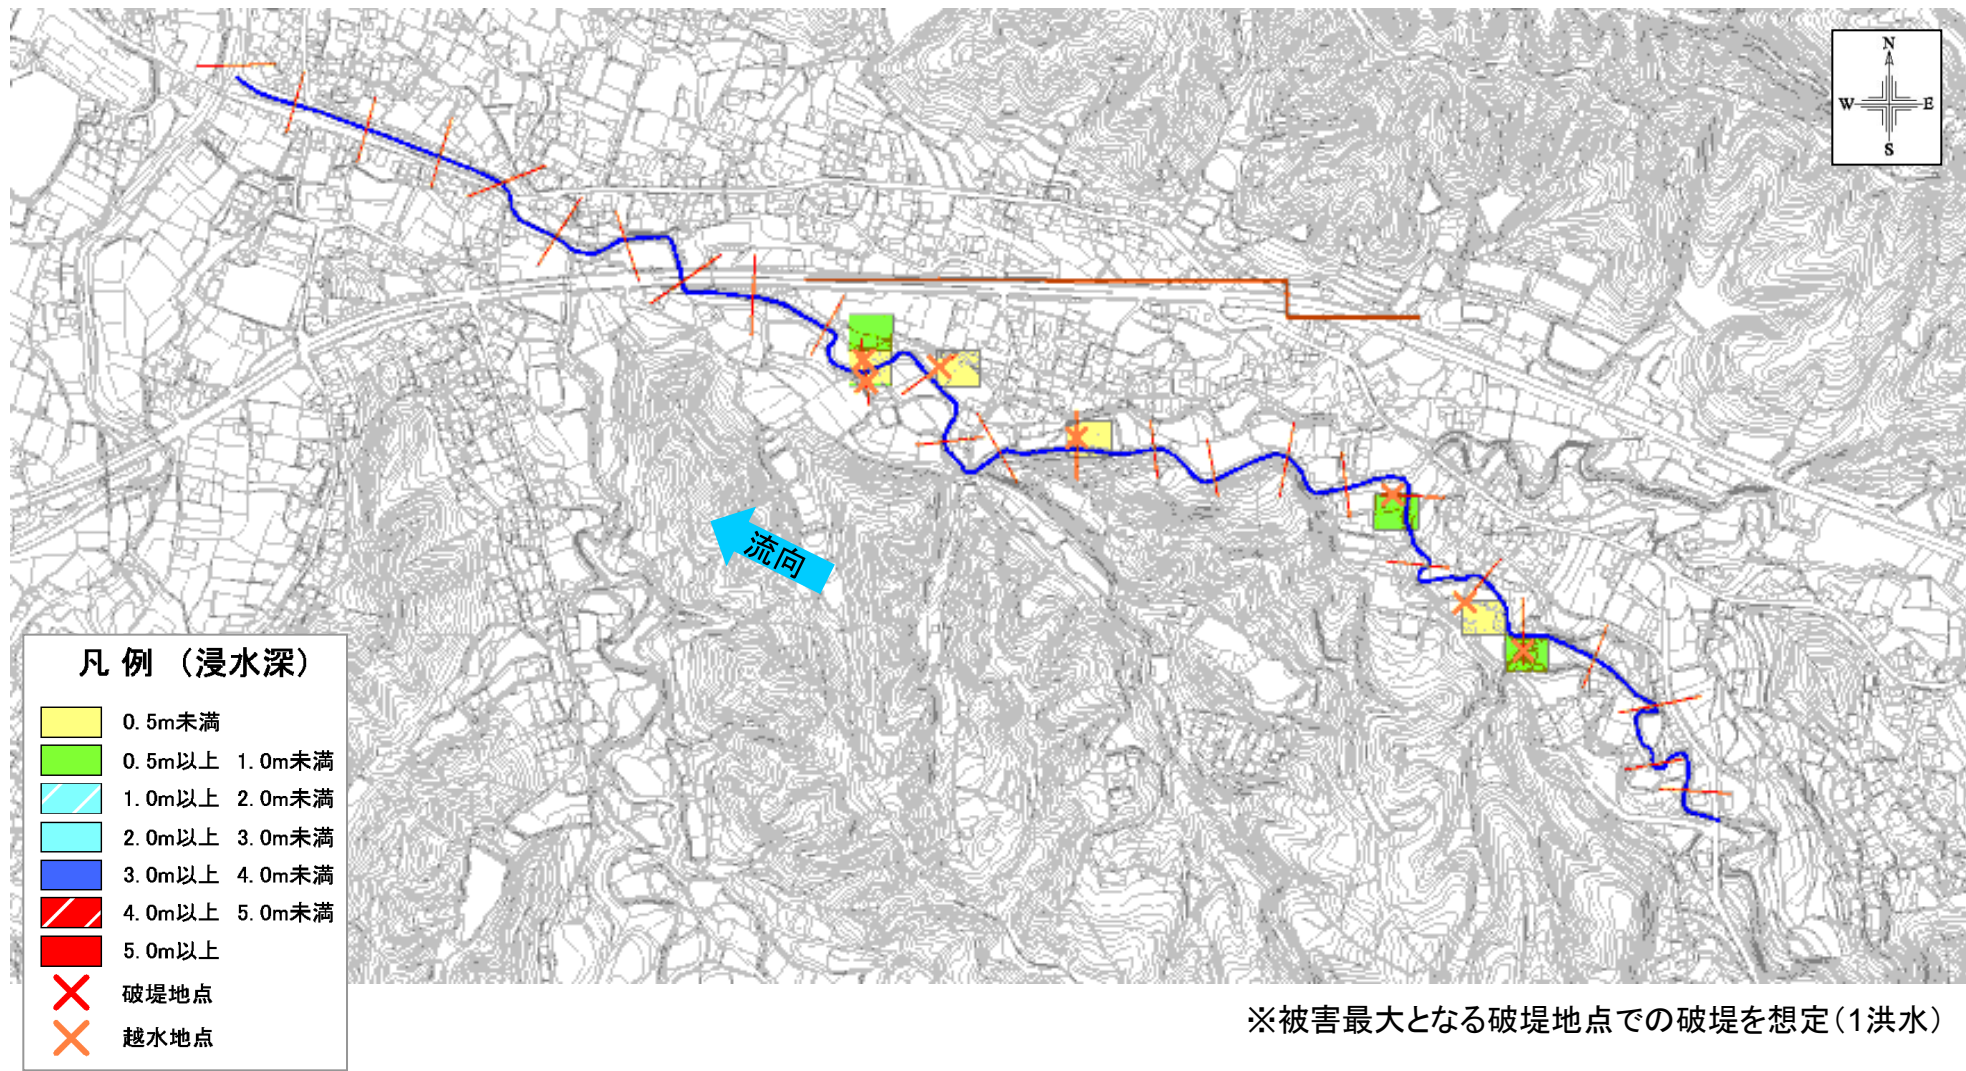 N
W E
S
流向
凡 例 （浸水深）
0.5m未満
0.5m以上 1.0m未満
1.0m以上 2.0m未満
2.0m以上 3.0m未満
3.0m以上 4.0m未満
4.0m以上 5.0m未満
5.0m以上
破堤地点
越水地点
※被害最大となる破堤地点での破堤を想定（1洪水）